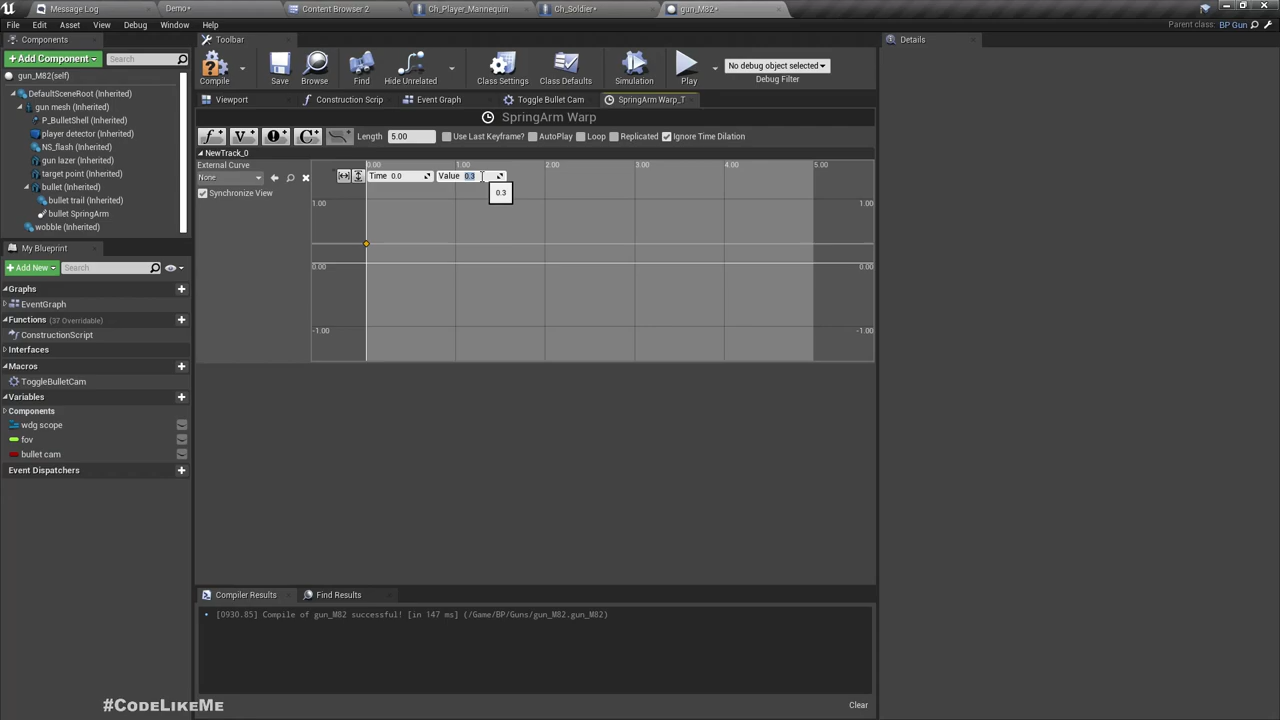 Message Log
Demo•
Content Browser 2
Ch_Player_Mannequin
Ch_Soldier•
gun_M82•
File Edit Asset View Debug Window Help
Parent class: BP Gun
Components
Toolbar
Details
+Add Component
Search
Compile
Save
Browse
Find
Hide Unrelated
Class Settings
Class Defaults
Simulation
Play
No debug object selected
Debug Filter
gun_M82(self)
DefaultSceneRoot (Inherited)
gun mesh (Inherited)
P_BulletShell (Inherited)
player detector (Inherited)
NS_flash (Inherited)
gun lazer (Inherited)
target point (Inherited)
bullet (Inherited)
bullet trail (Inherited)
bullet SpringArm
wobble (Inherited)
Viewport
Construction Scrip
Event Graph
Toggle Bullet Cam
SpringArm Warp_T
SpringArm Warp
Length 5.00 Use Last Keyframe? AutoPlay Loop Replicated Ignore Time Dilation
NewTrack_0
External Curve
None
Synchronize View
0.00 1.00 2.00 3.00 4.00 5.00
Time 0.0 Value 0.3
0.3
1.00 1.00
0.00 0.00
-1.00 -1.00
My Blueprint
+Add New
Search
Graphs
EventGraph
Functions (37 Overridable)
ConstructionScript
Interfaces
Macros
ToggleBulletCam
Variables
Components
wdg scope
fov
bullet cam
Event Dispatchers
Compiler Results
Find Results
[0930.85] Compile of gun_M82 successful! [in 147 ms] (/Game/BP/Guns/gun_M82.gun_M82)
Clear
#CodeLikeMe